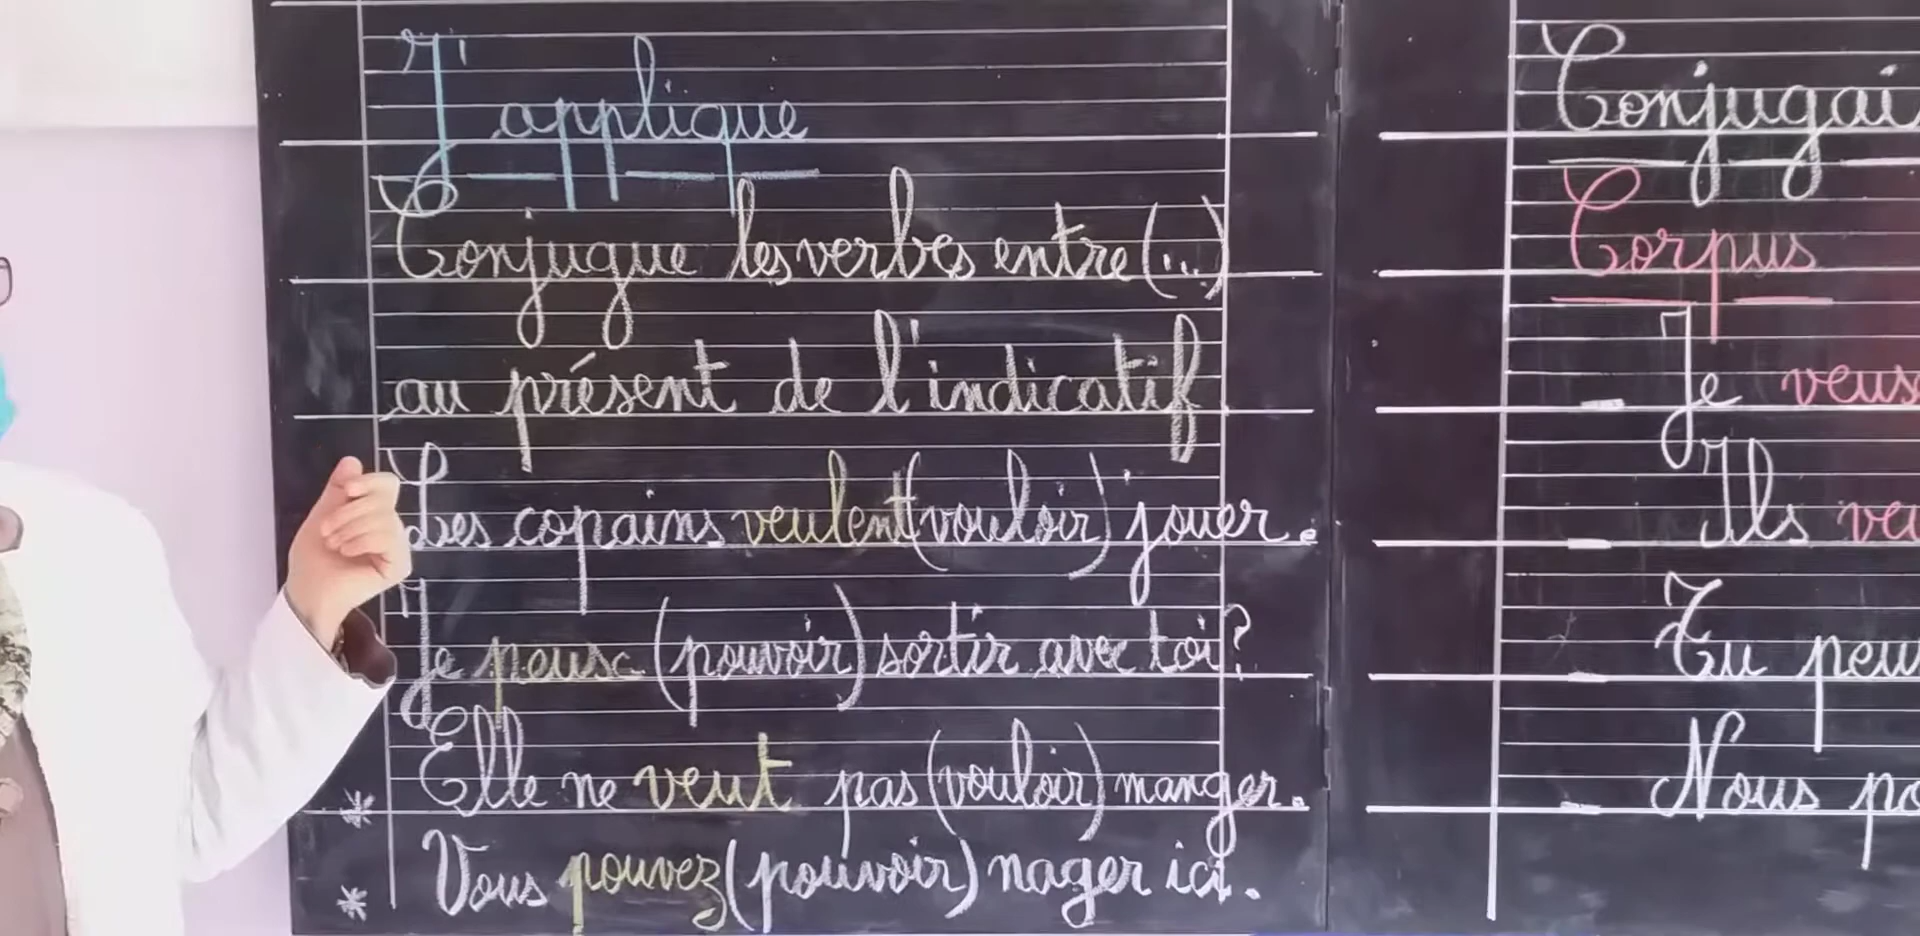 J'applique
Conjugue les verbes entre (...)
au présent de l'indicatif
Les copains veulent (vouloir) jouer.
Je peux (pouvoir) sortir avec toi?
Elle ne veut pas (vouloir) manger.
* Vous pouvez (pouvoir) nager ici.
Conjugai
Corpus
- Je veux
- Ils veu
- Tu peux
- Nous po